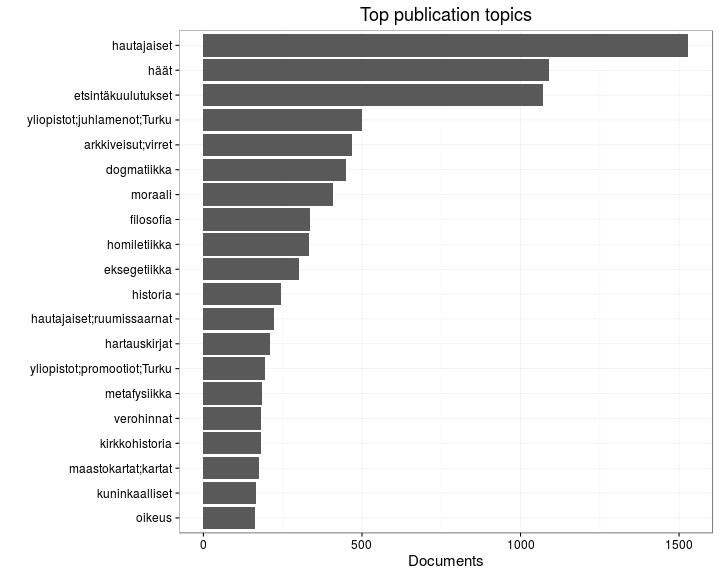 Top publication topics
hautajaiset
häät
etsintäkuulutukset
yliopistot;juhlamenot;Turku
arkkiveisut;virret
dogmatiikka
moraali
filosofia
homiletiikka
eksegetiikka
historia
hautajaiset;ruumissaarnat
hartauskirjat
yliopistot;promootiot;Turku
metafysiikka
verohinnat
kirkkohistoria
maastokartat;kartat
kuninkaalliset
oikeus
0 500 1000 1500
Documents